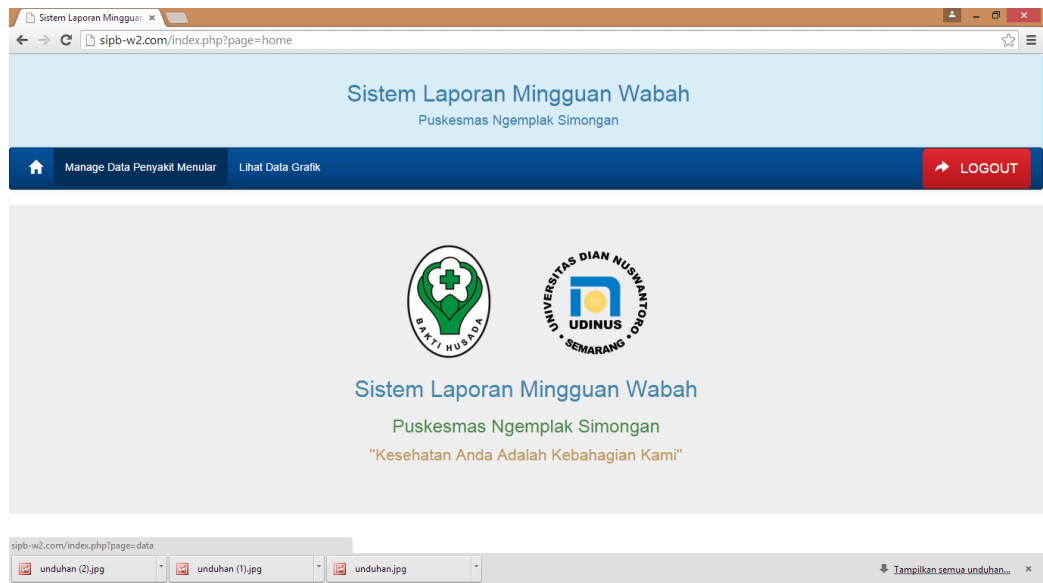 Sistem Laporan Mingguar
sipb-w2.com/index.php?page=home
Sistem Laporan Mingguan Wabah
Puskesmas Ngemplak Simongan
Manage Data Penyakit Menular Lihat Data Grafik LOGOUT
BAKTI HUSADA
UNIVERSITAS DIAN NUSWANTORO
UDINUS
SEMARANG
Sistem Laporan Mingguan Wabah
Puskesmas Ngemplak Simongan
"Kesehatan Anda Adalah Kebahagian Kami"
sipb-w2.com/index.php?page=data
unduhan (2).jpg unduhan (1).jpg unduhan.jpg Tampilkan semua unduhan...